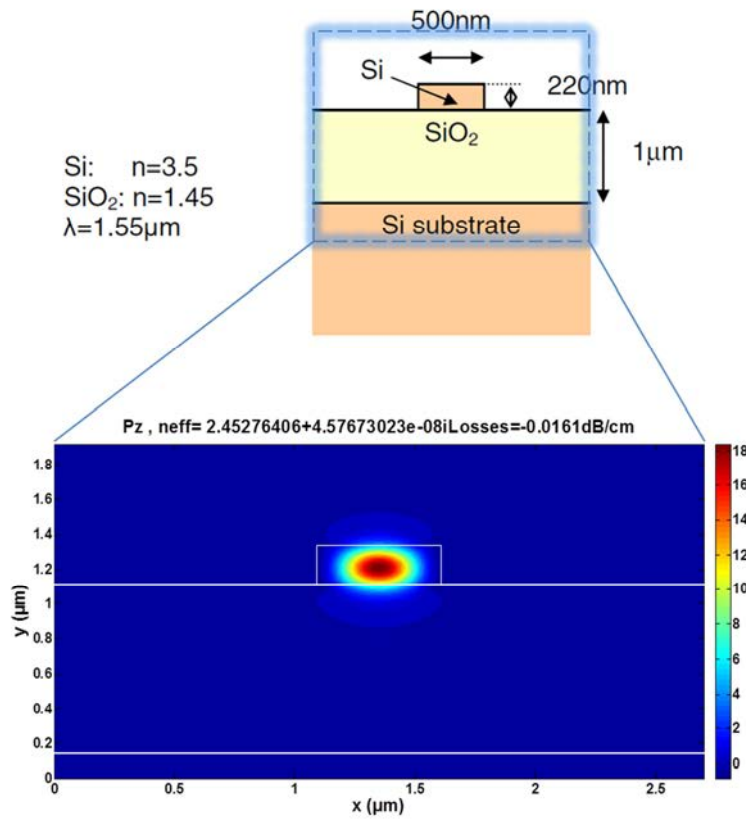 500nm
Si
220nm
SiO₂
1μm
Si: n=3.5
SiO₂: n=1.45
λ=1.55μm
Si substrate
Pz , neff= 2.45276406+4.57673023e-08iLosses=-0.0161dB/cm
1.8
1.6
1.4
1.2
1
0.8
0.6
0.4
0.2
0
y (μm)
0
0.5
1
1.5
2
2.5
x (μm)
18
16
14
12
10
8
6
4
2
0